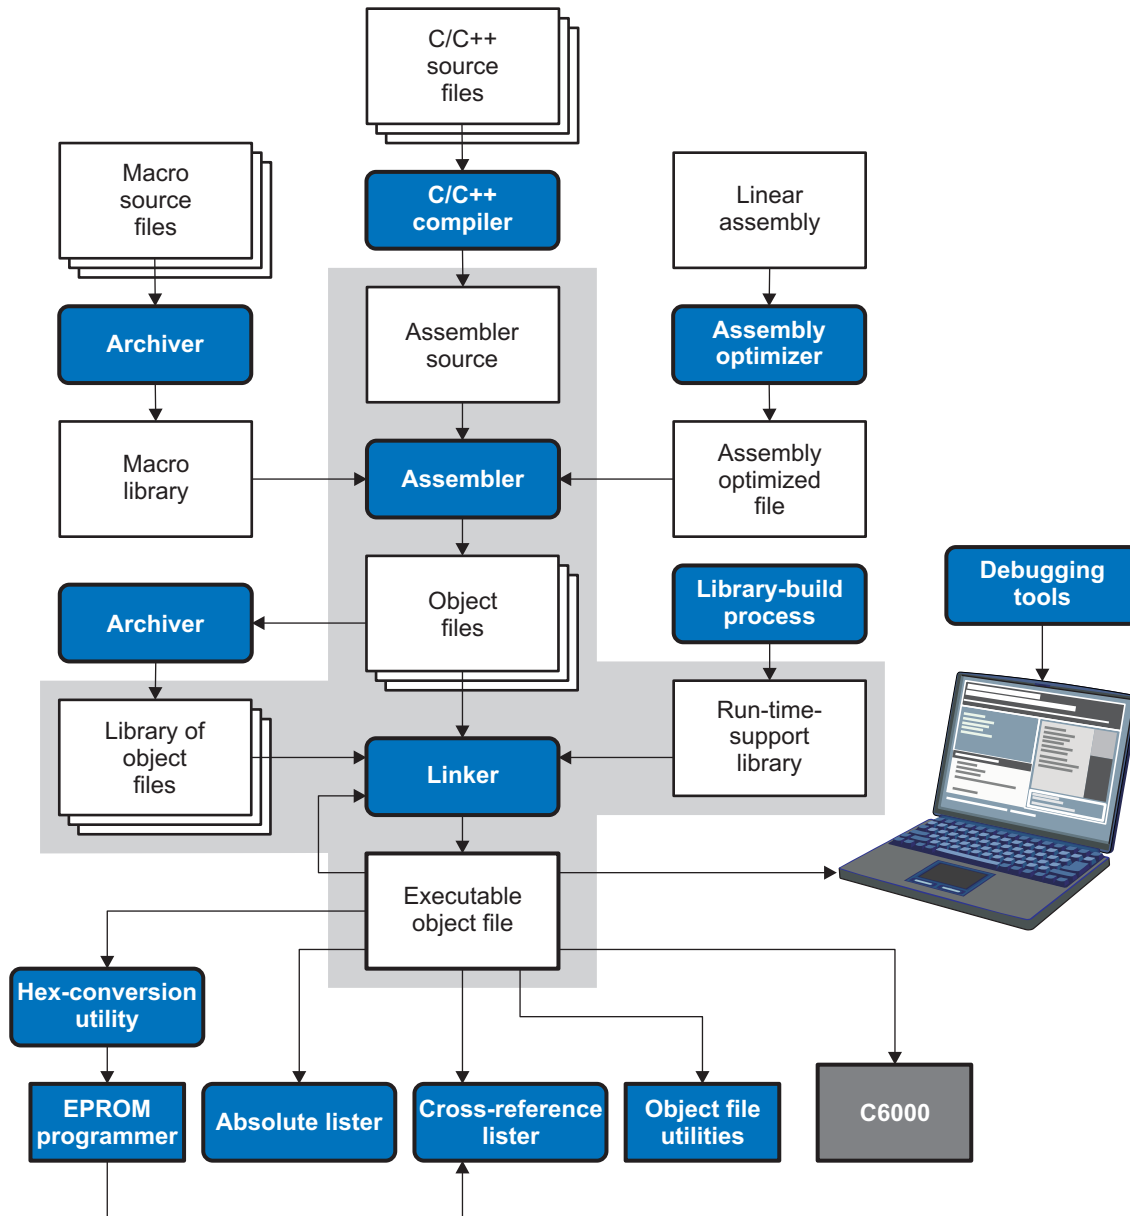 C/C++
source
files
Macro
source
files
C/C++
compiler
Linear
assembly
Archiver
Assembler
source
Assembly
optimizer
Macro
library
Assembler
Assembly
optimized
file
Archiver
Object
files
Library-build
process
Debugging
tools
Library of
object
files
Linker
Run-time-
support
library
Executable
object file
Hex-conversion
utility
EPROM
programmer
Absolute lister
Cross-reference
lister
Object file
utilities
C6000